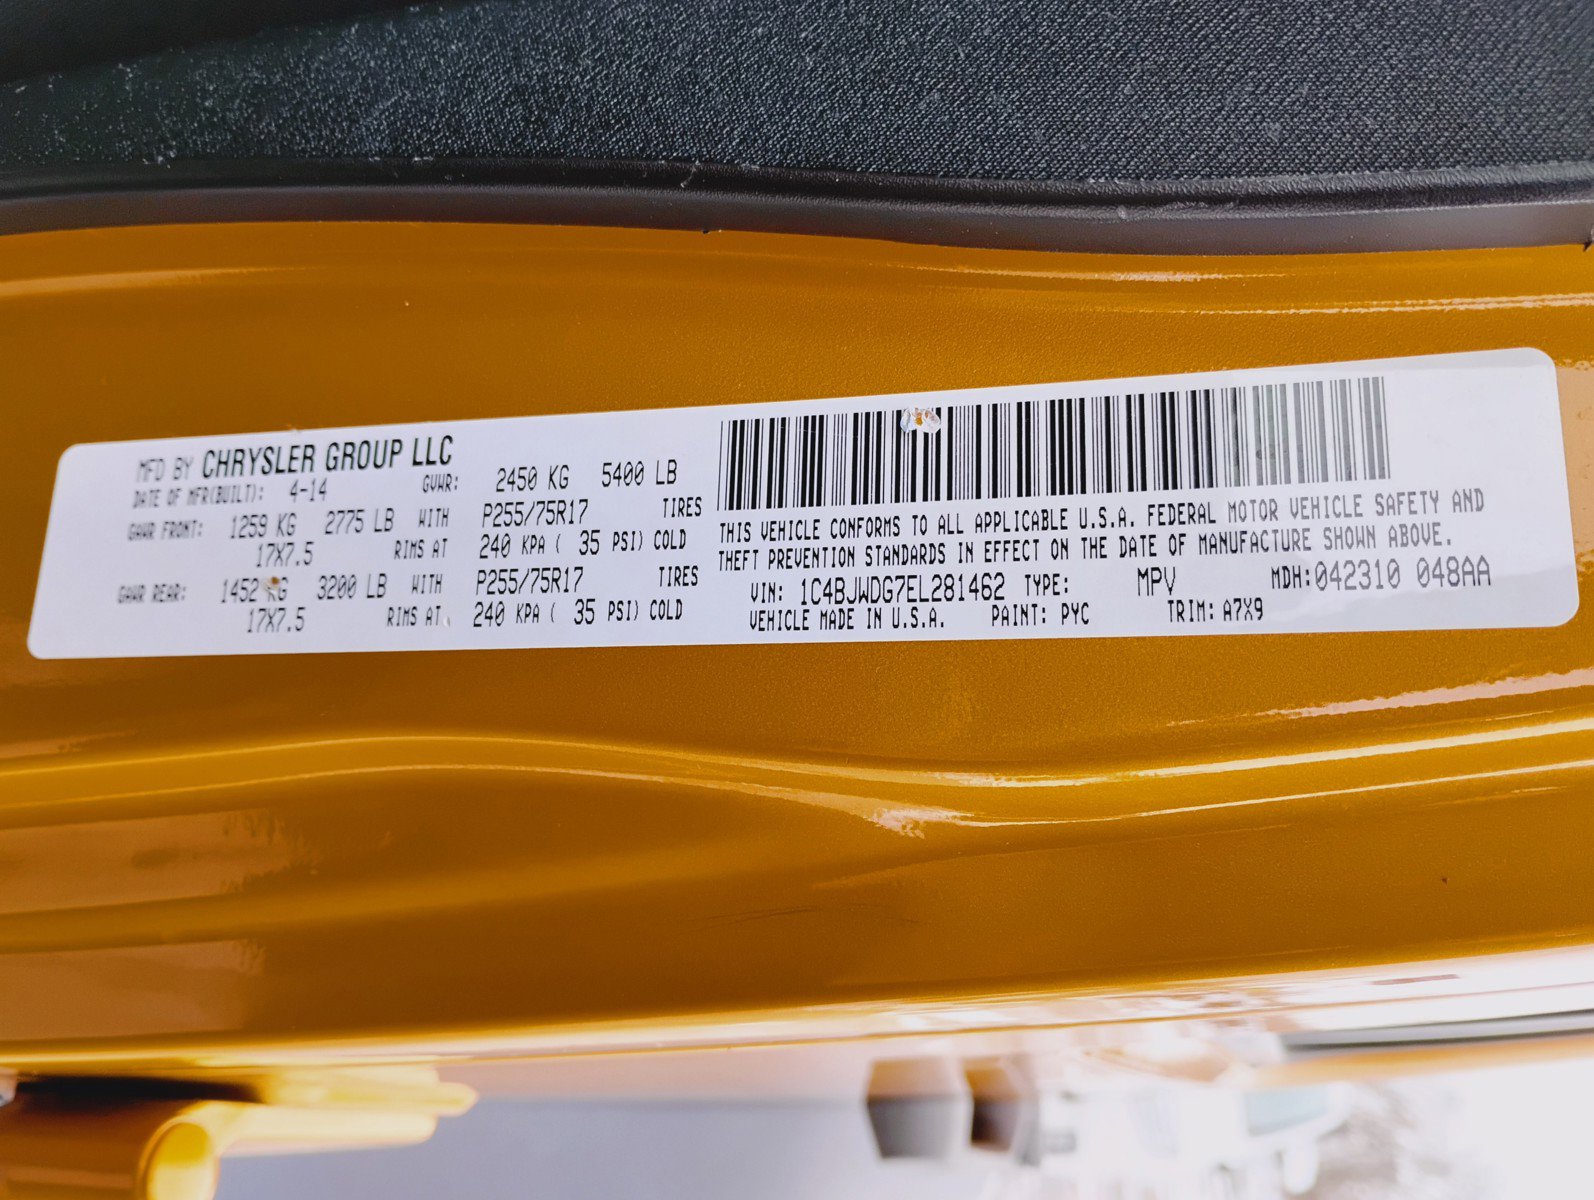 MFD BY CHRYSLER GROUP LLC
DATE OF MFR(BUILT): 4-14 GVWR: 2450 KG 5400 LB
GAWR FRONT: 1259 KG 2775 LB WITH P255/75R17 TIRES
17X7.5 RIMS AT 240 KPA ( 35 PSI) COLD
GAWR REAR: 1452 KG 3200 LB WITH P255/75R17 TIRES
17X7.5 RIMS AT 240 KPA ( 35 PSI) COLD
THIS VEHICLE CONFORMS TO ALL APPLICABLE U.S.A. FEDERAL MOTOR VEHICLE SAFETY AND
THEFT PREVENTION STANDARDS IN EFFECT ON THE DATE OF MANUFACTURE SHOWN ABOVE.
VIN: 1C4BJWDG7EL281462 TYPE: MPV MDH:042310 048AA
VEHICLE MADE IN U.S.A. PAINT: PYC TRIM: A7X9